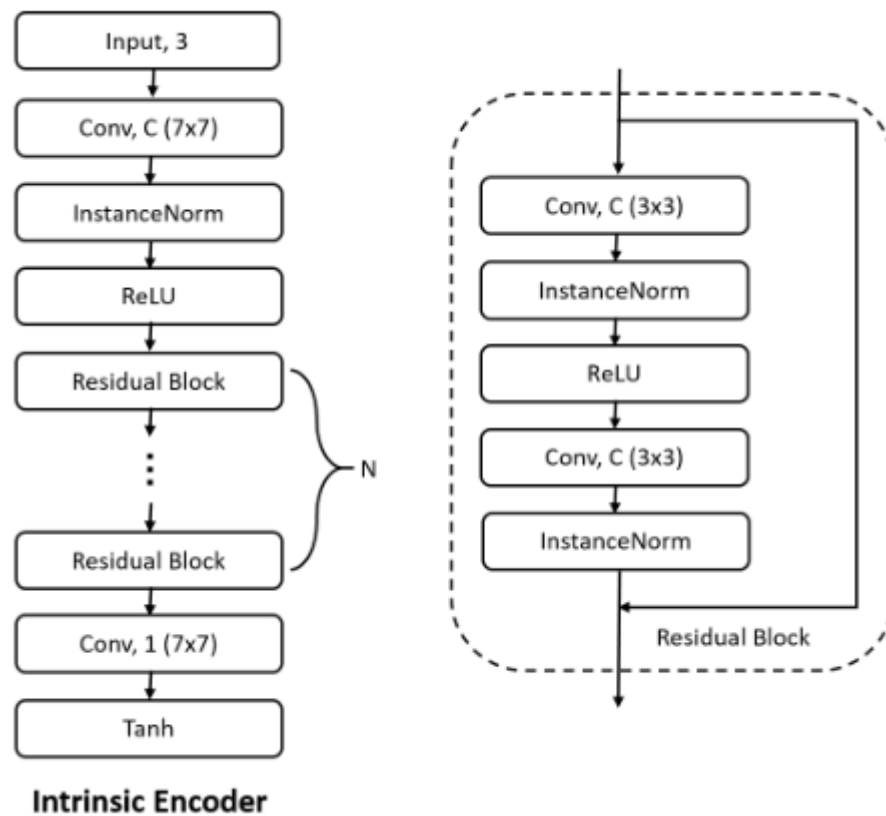 Input, 3
Conv, C (7x7)
InstanceNorm
ReLU
Residual Block
N
Residual Block
Conv, 1 (7x7)
Tanh
Intrinsic Encoder
Conv, C (3x3)
InstanceNorm
ReLU
Conv, C (3x3)
InstanceNorm
Residual Block